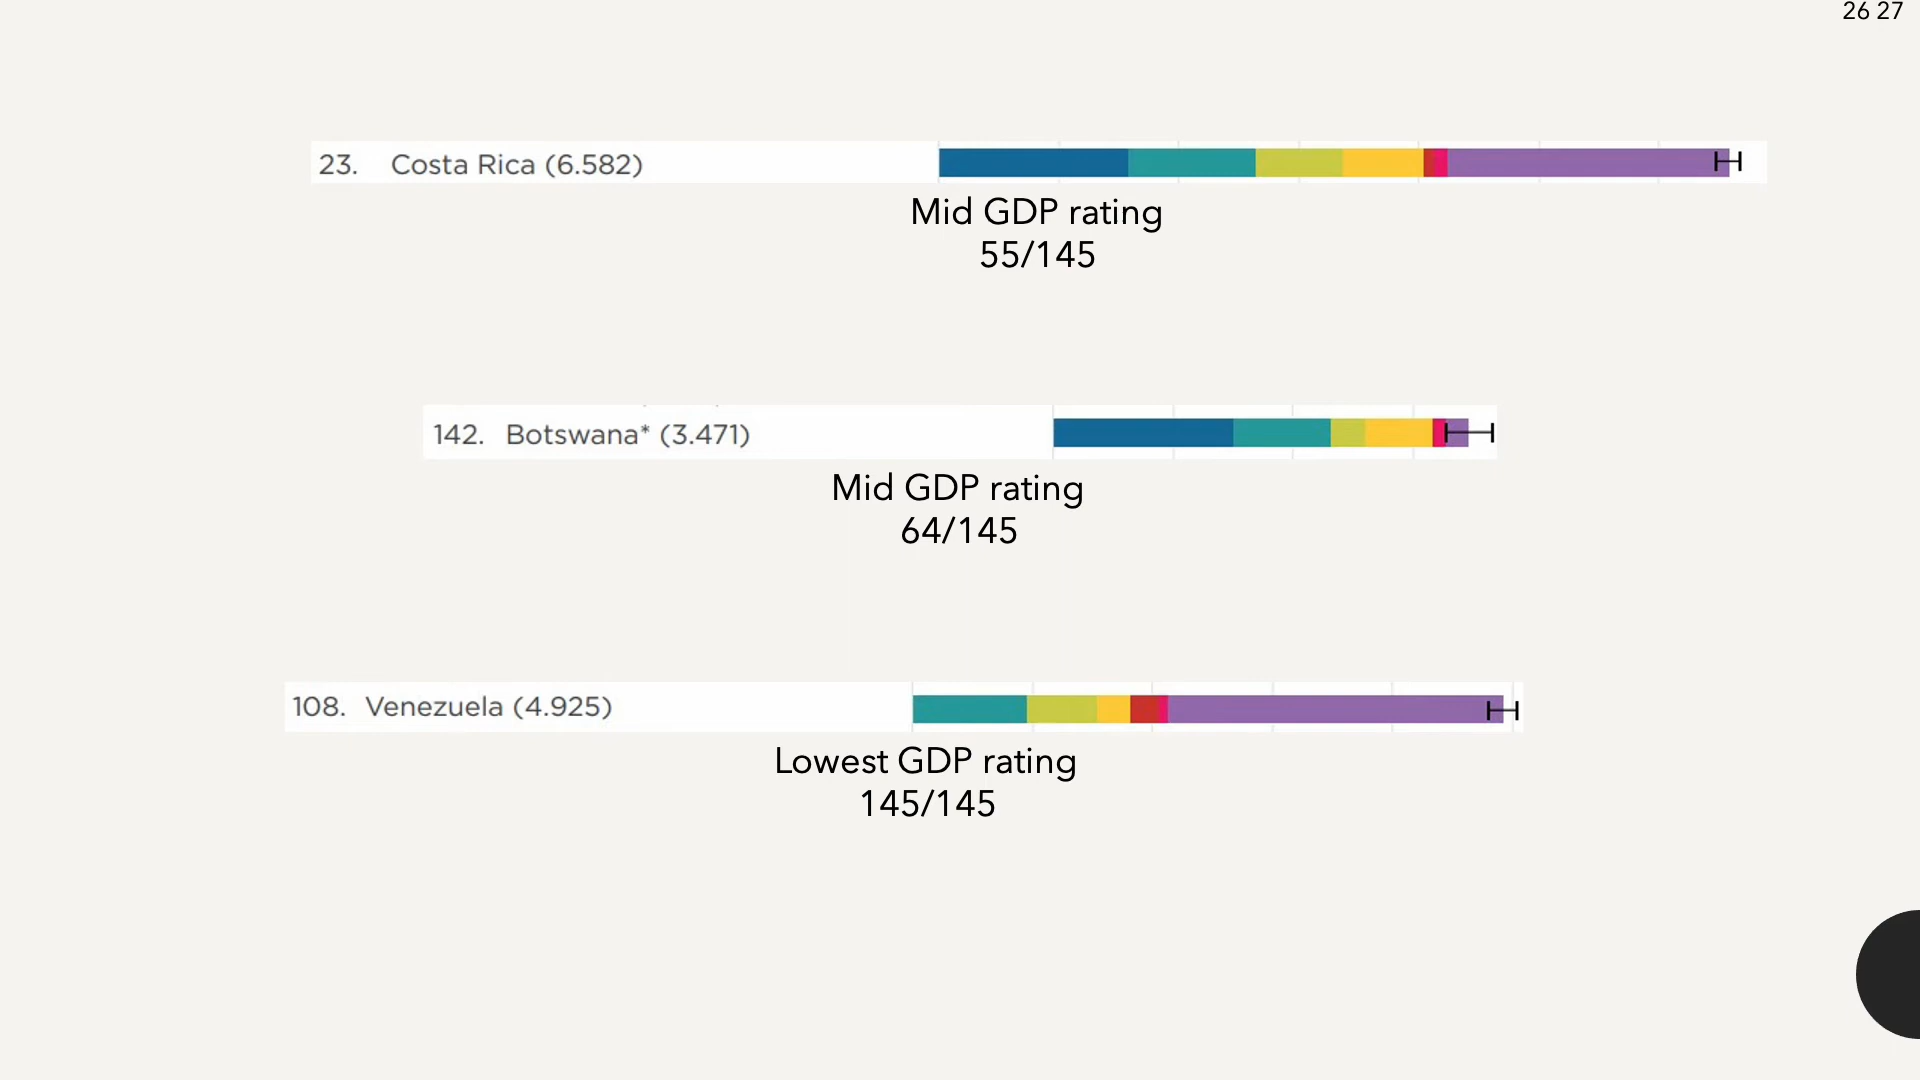 26 27
23. Costa Rica (6.582)
Mid GDP rating
55/145
142. Botswana* (3.471)
Mid GDP rating
64/145
108. Venezuela (4.925)
Lowest GDP rating
145/145